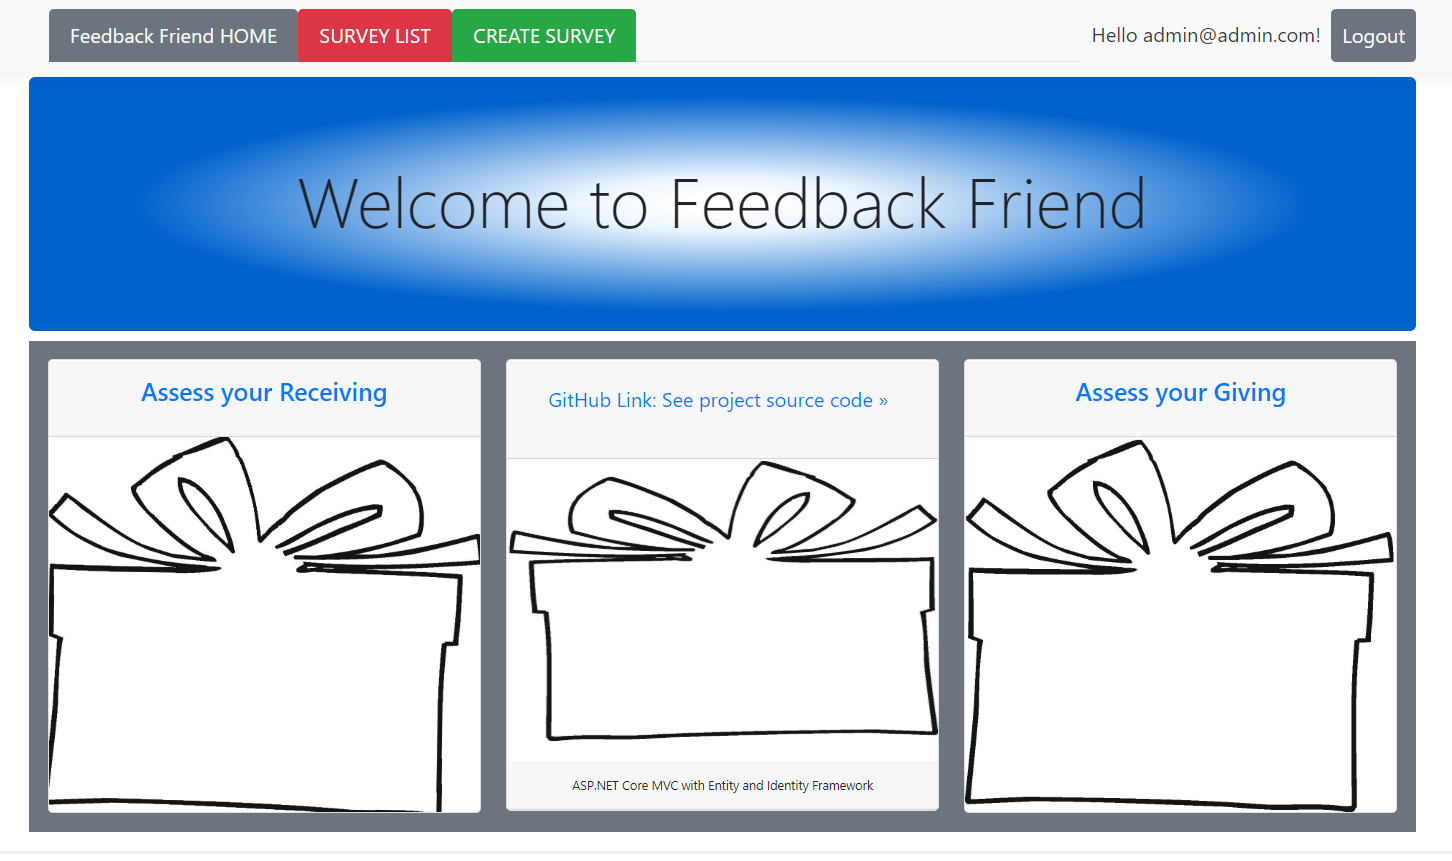 Feedback Friend HOME SURVEY LIST CREATE SURVEY Hello admin@admin.com! Logout
Welcome to Feedback Friend
Assess your Receiving
GitHub Link: See project source code »
Assess your Giving
ASP.NET Core MVC with Entity and Identity Framework